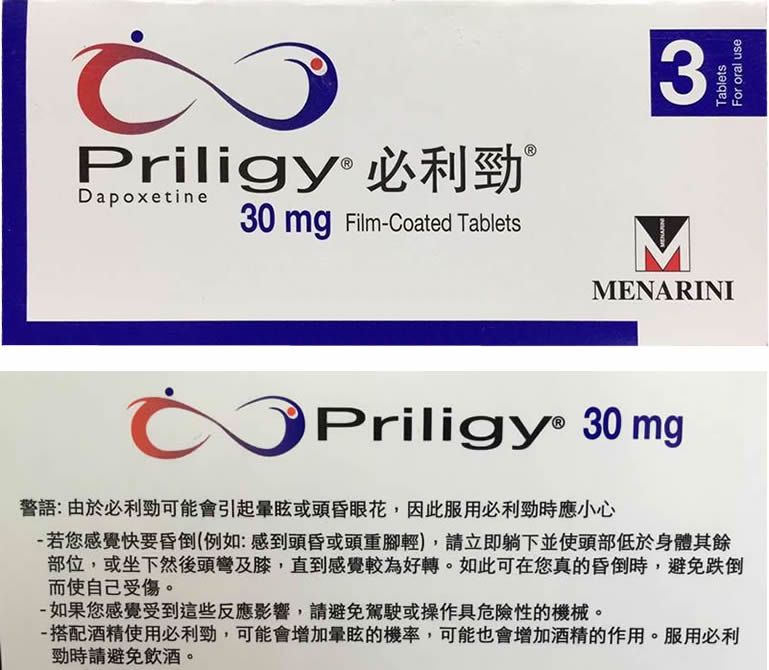 3
Tablets
For oral use
Priligy® 必利勁®
Dapoxetine
30 mg Film-Coated Tablets
MENARINI
MENARINI
Priligy® 30 mg
警語: 由於必利勁可能會引起暈眩或頭昏眼花，因此服用必利勁時應小心
-若您感覺快要昏倒(例如: 感到頭昏或頭重腳輕)，請立即躺下並使頭部低於身體其餘
部位，或坐下然後頭彎及膝，直到感覺較為好轉。如此可在您真的昏倒時，避免跌倒
而使自己受傷。
-如果您感覺受到這些反應影響，請避免駕駛或操作具危險性的機械。
-搭配酒精使用必利勁，可能會增加暈眩的機率，可能也會增加酒精的作用。服用必利
勁時請避免飲酒。